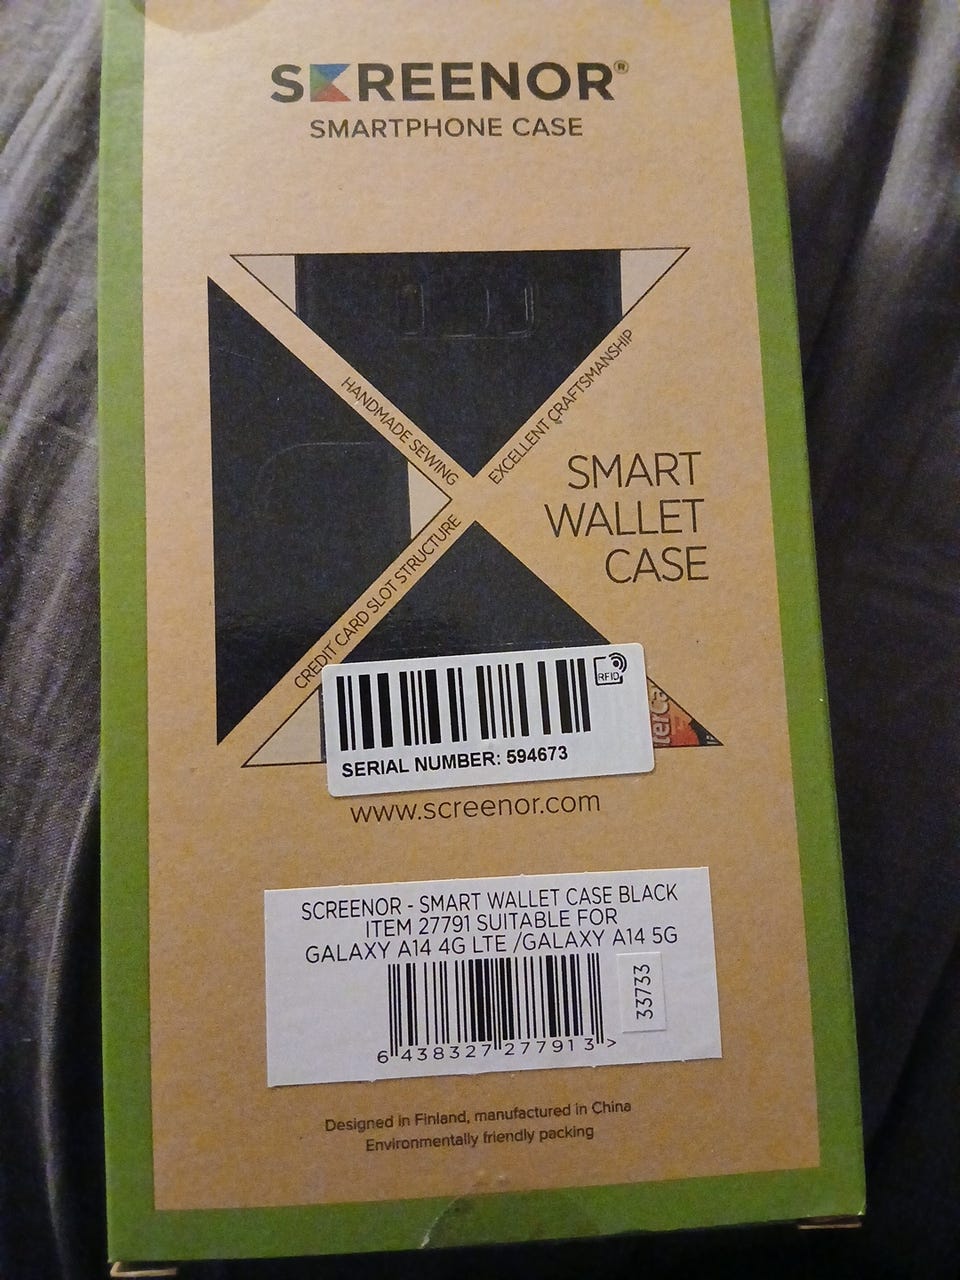 SCREENOR®
SMARTPHONE CASE
HANDMADE SEWING
EXCELLENT CRAFTSMANSHIP
SMART
WALLET
CASE
CREDIT CARD SLOT STRUCTURE
RFID
terCa
SERIAL NUMBER: 594673
www.screenor.com
SCREENOR - SMART WALLET CASE BLACK
ITEM 27791 SUITABLE FOR
GALAXY A14 4G LTE /GALAXY A14 5G
33733
6 438327 277913 >
Designed in Finland, manufactured in China
Environmentally friendly packing